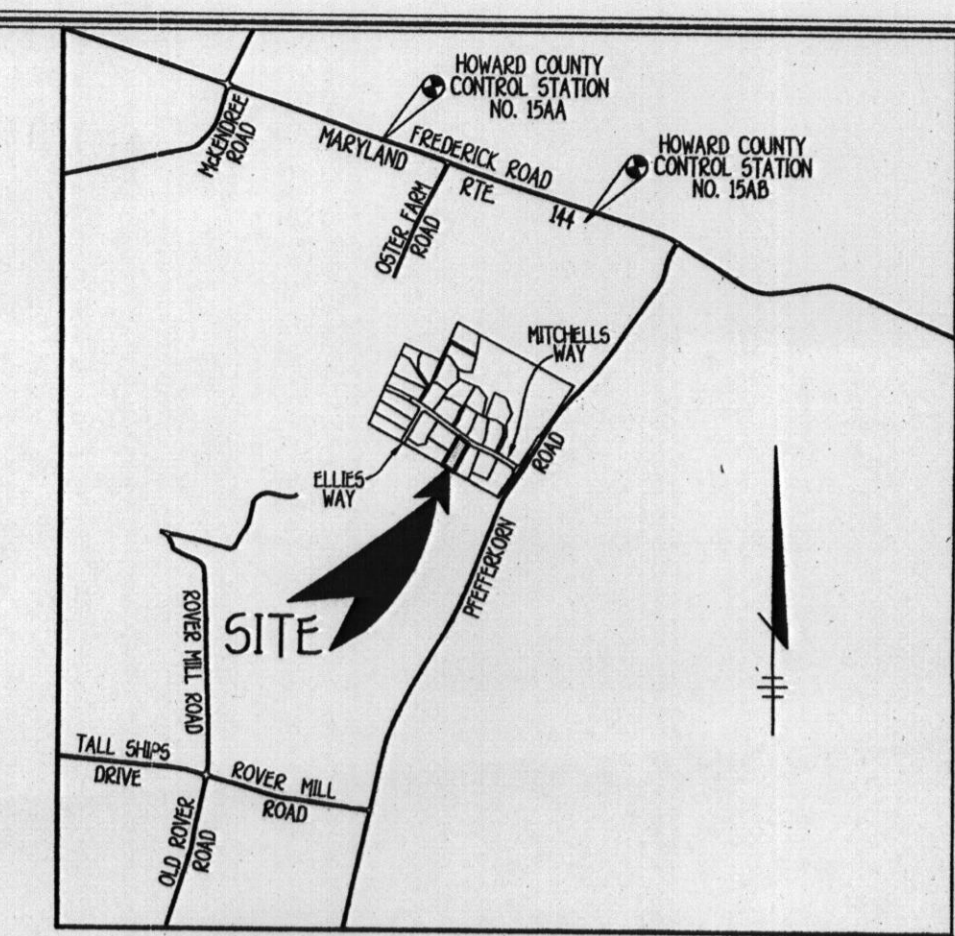 HOWARD COUNTY
CONTROL STATION
NO. 15AA
HOWARD COUNTY
CONTROL STATION
NO. 15AB
McKENDREE
ROAD
MARYLAND
FREDERICK ROAD
RTE
144
OSTER FARM
ROAD
MITCHELLS
WAY
ELLIES
WAY
ROAD
PFEFFERKORN
SITE
ROVER MILL ROAD
TALL SHIPS
DRIVE
ROVER MILL
ROAD
OLD ROVER
ROAD